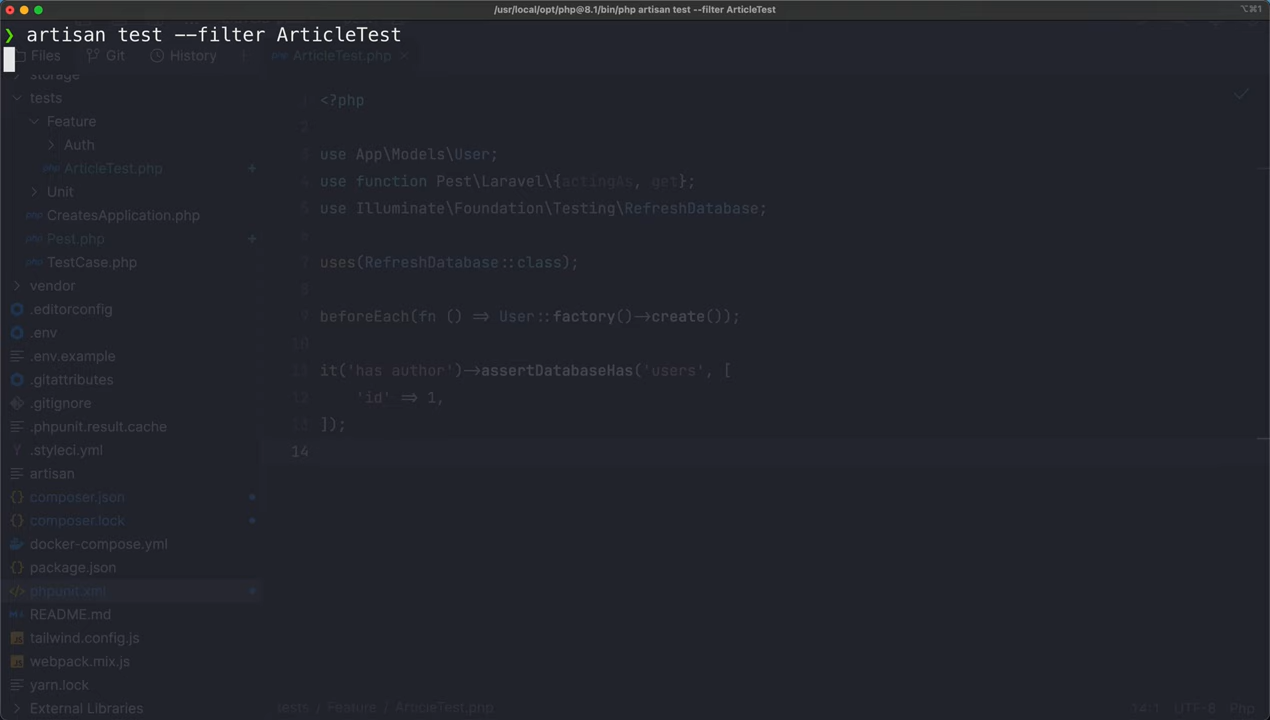 /usr/local/opt/php@8.1/bin/php artisan test --filter ArticleTest
⌥⌘1
❯ artisan test --filter ArticleTest
Files Git History
ArticleTest.php
storage
tests
Feature
Auth
ArticleTest.php +
Unit
CreatesApplication.php
Pest.php +
TestCase.php
vendor
.editorconfig
.env
.env.example
.gitattributes
.gitignore
.phpunit.result.cache
.styleci.yml
artisan
composer.json
composer.lock
docker-compose.yml
package.json
phpunit.xml
README.md
tailwind.config.js
webpack.mix.js
yarn.lock
External Libraries
1 <?php
2
3 use App\Models\User;
4 use function Pest\Laravel\{actingAs, get};
5 use Illuminate\Foundation\Testing\RefreshDatabase;
6
7 uses(RefreshDatabase::class);
8
9 beforeEach(fn () => User::factory()->create());
10
11 it('has author')->assertDatabaseHas('users', [
12 'id' => 1,
13 ]);
14
tests / Feature / ArticleTest.php
14:1 UTF-8 Php